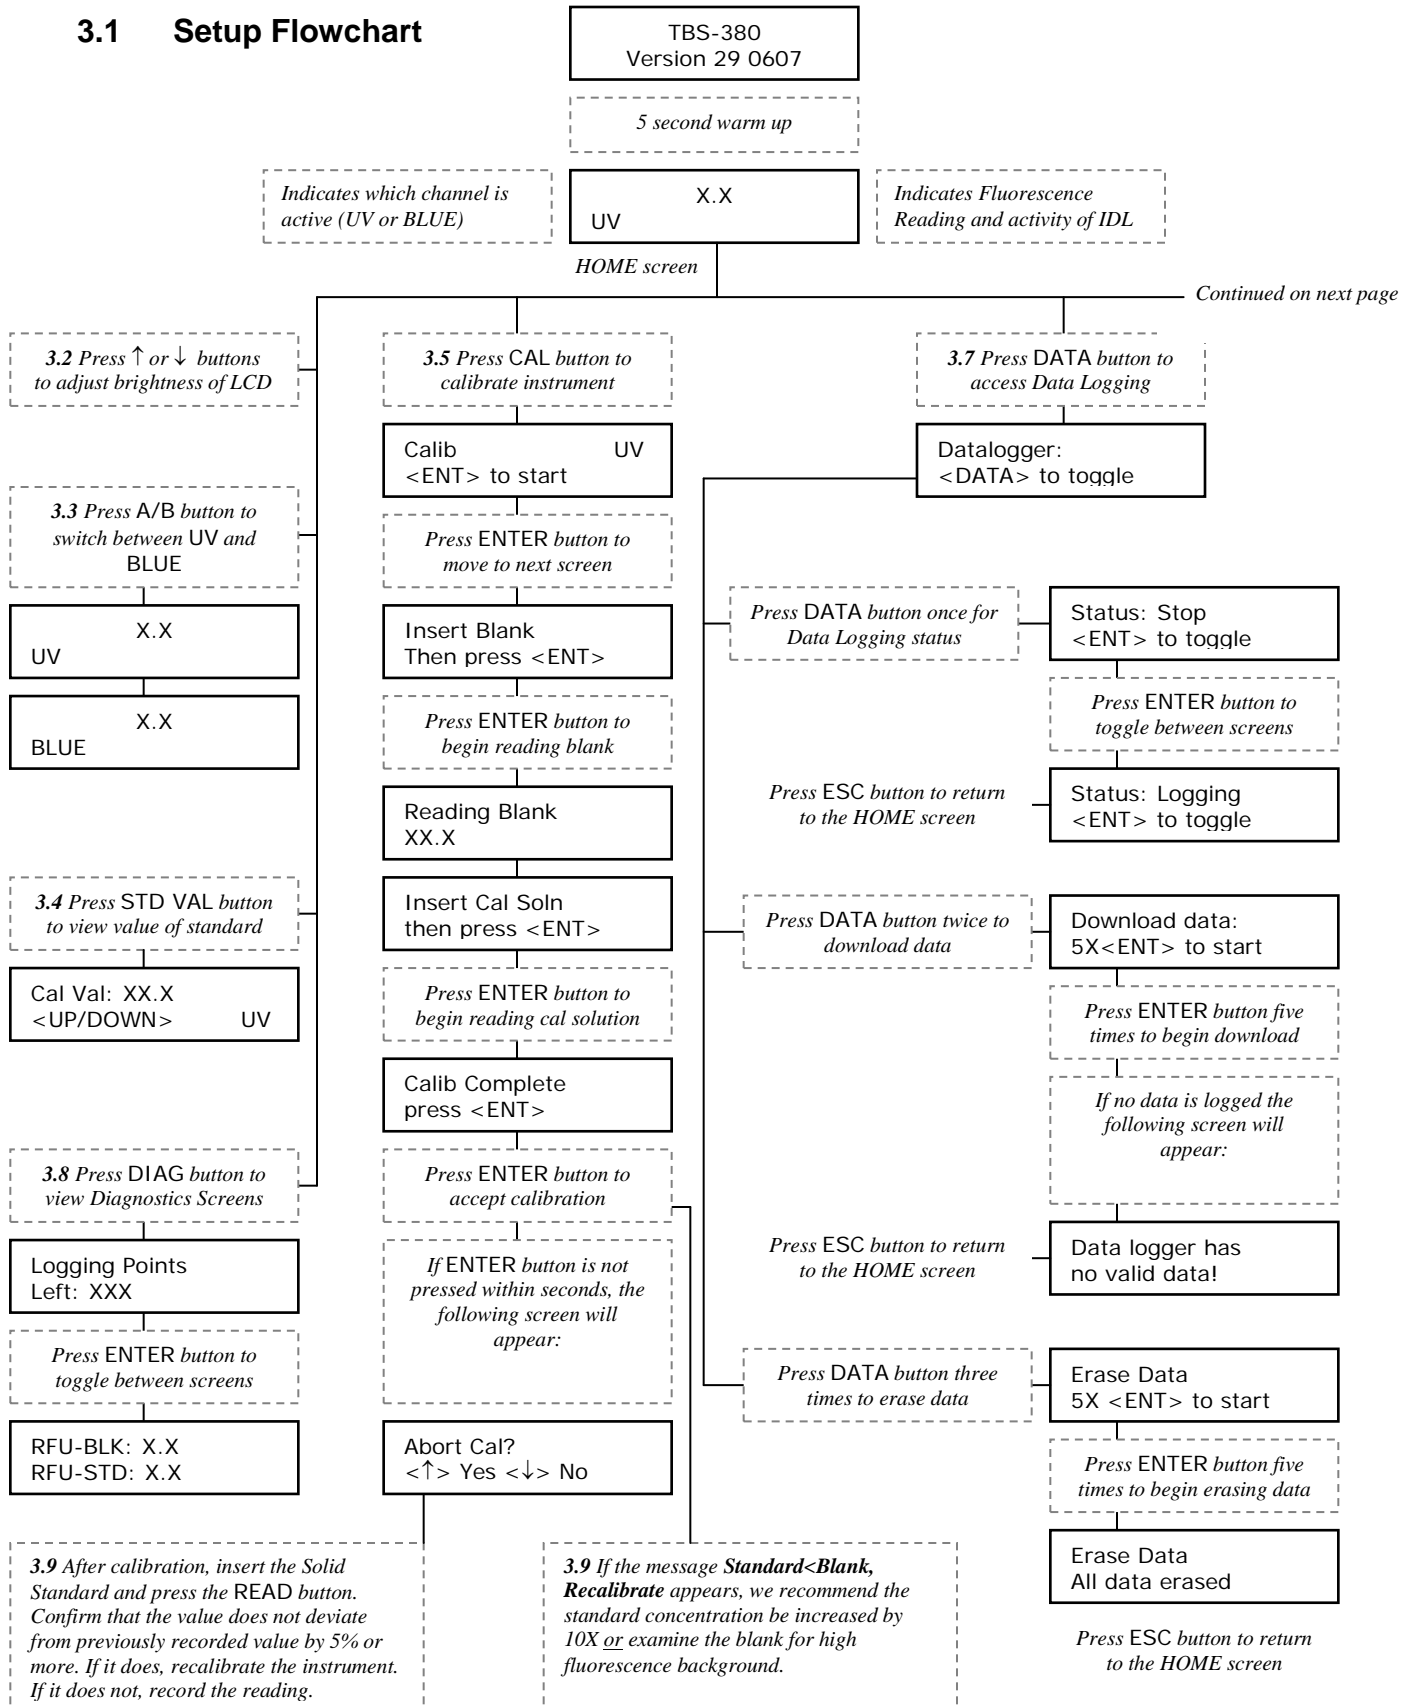 3.1 Setup Flowchart
TBS-380
Version 29 0607
5 second warm up
Indicates which channel is
active (UV or BLUE)
X.X
UV
Indicates Fluorescence
Reading and activity of IDL
HOME screen
Continued on next page
3.2 Press ↑ or ↓ buttons
to adjust brightness of LCD
3.3 Press A/B button to
switch between UV and
BLUE
X.X
UV
X.X
BLUE
3.4 Press STD VAL button
to view value of standard
Cal Val: XX.X
<UP/DOWN> UV
3.8 Press DIAG button to
view Diagnostics Screens
Logging Points
Left: XXX
Press ENTER button to
toggle between screens
RFU-BLK: X.X
RFU-STD: X.X
3.5 Press CAL button to
calibrate instrument
Calib UV
<ENT> to start
Press ENTER button to
move to next screen
Insert Blank
Then press <ENT>
Press ENTER button to
begin reading blank
Reading Blank
XX.X
Insert Cal Soln
then press <ENT>
Press ENTER button to
begin reading cal solution
Calib Complete
press <ENT>
Press ENTER button to
accept calibration
If ENTER button is not
pressed within seconds, the
following screen will
appear:
Abort Cal?
<↑> Yes <↓> No
3.9 After calibration, insert the Solid
Standard and press the READ button.
Confirm that the value does not deviate
from previously recorded value by 5% or
more. If it does, recalibrate the instrument.
If it does not, record the reading.
3.9 If the message Standard<Blank,
Recalibrate appears, we recommend the
standard concentration be increased by
10X or examine the blank for high
fluorescence background.
3.7 Press DATA button to
access Data Logging
Datalogger:
<DATA> to toggle
Press DATA button once for
Data Logging status
Status: Stop
<ENT> to toggle
Press ENTER button to
toggle between screens
Press ESC button to return
to the HOME screen
Status: Logging
<ENT> to toggle
Press DATA button twice to
download data
Download data:
5X<ENT> to start
Press ENTER button five
times to begin download
If no data is logged the
following screen will
appear:
Press ESC button to return
to the HOME screen
Data logger has
no valid data!
Press DATA button three
times to erase data
Erase Data
5X <ENT> to start
Press ENTER button five
times to begin erasing data
Erase Data
All data erased
Press ESC button to return
to the HOME screen